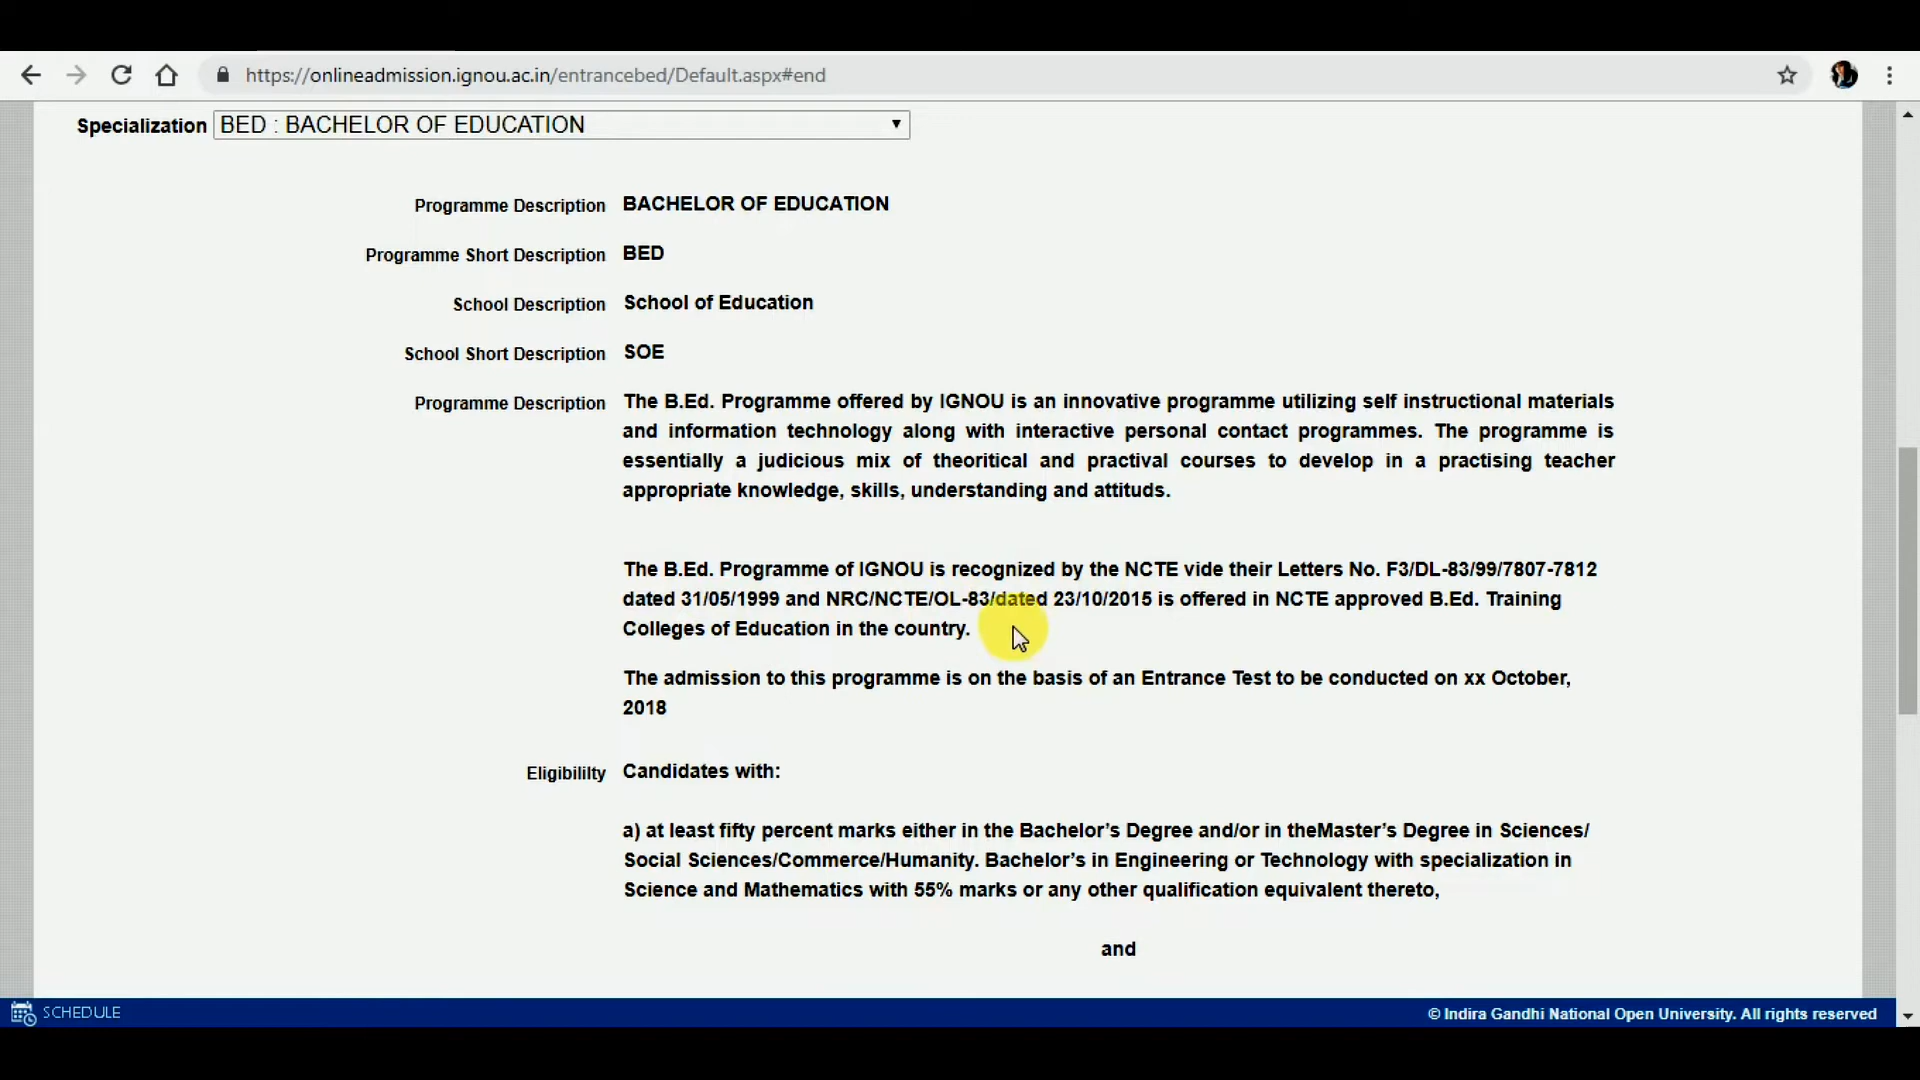 https://onlineadmission.ignou.ac.in/entrancebed/Default.aspx#end
Specialization BED : BACHELOR OF EDUCATION
Programme Description BACHELOR OF EDUCATION
Programme Short Description BED
School Description School of Education
School Short Description SOE
Programme Description The B.Ed. Programme offered by IGNOU is an innovative programme utilizing self instructional materials
and information technology along with interactive personal contact programmes. The programme is
essentially a judicious mix of theoritical and practival courses to develop in a practising teacher
appropriate knowledge, skills, understanding and attituds.
The B.Ed. Programme of IGNOU is recognized by the NCTE vide their Letters No. F3/DL-83/99/7807-7812
dated 31/05/1999 and NRC/NCTE/OL-83/dated 23/10/2015 is offered in NCTE approved B.Ed. Training
Colleges of Education in the country.
The admission to this programme is on the basis of an Entrance Test to be conducted on xx October,
2018
Eligibililty Candidates with:
a) at least fifty percent marks either in the Bachelor’s Degree and/or in theMaster’s Degree in Sciences/
Social Sciences/Commerce/Humanity. Bachelor’s in Engineering or Technology with specialization in
Science and Mathematics with 55% marks or any other qualification equivalent thereto,
and
SCHEDULE © Indira Gandhi National Open University. All rights reserved